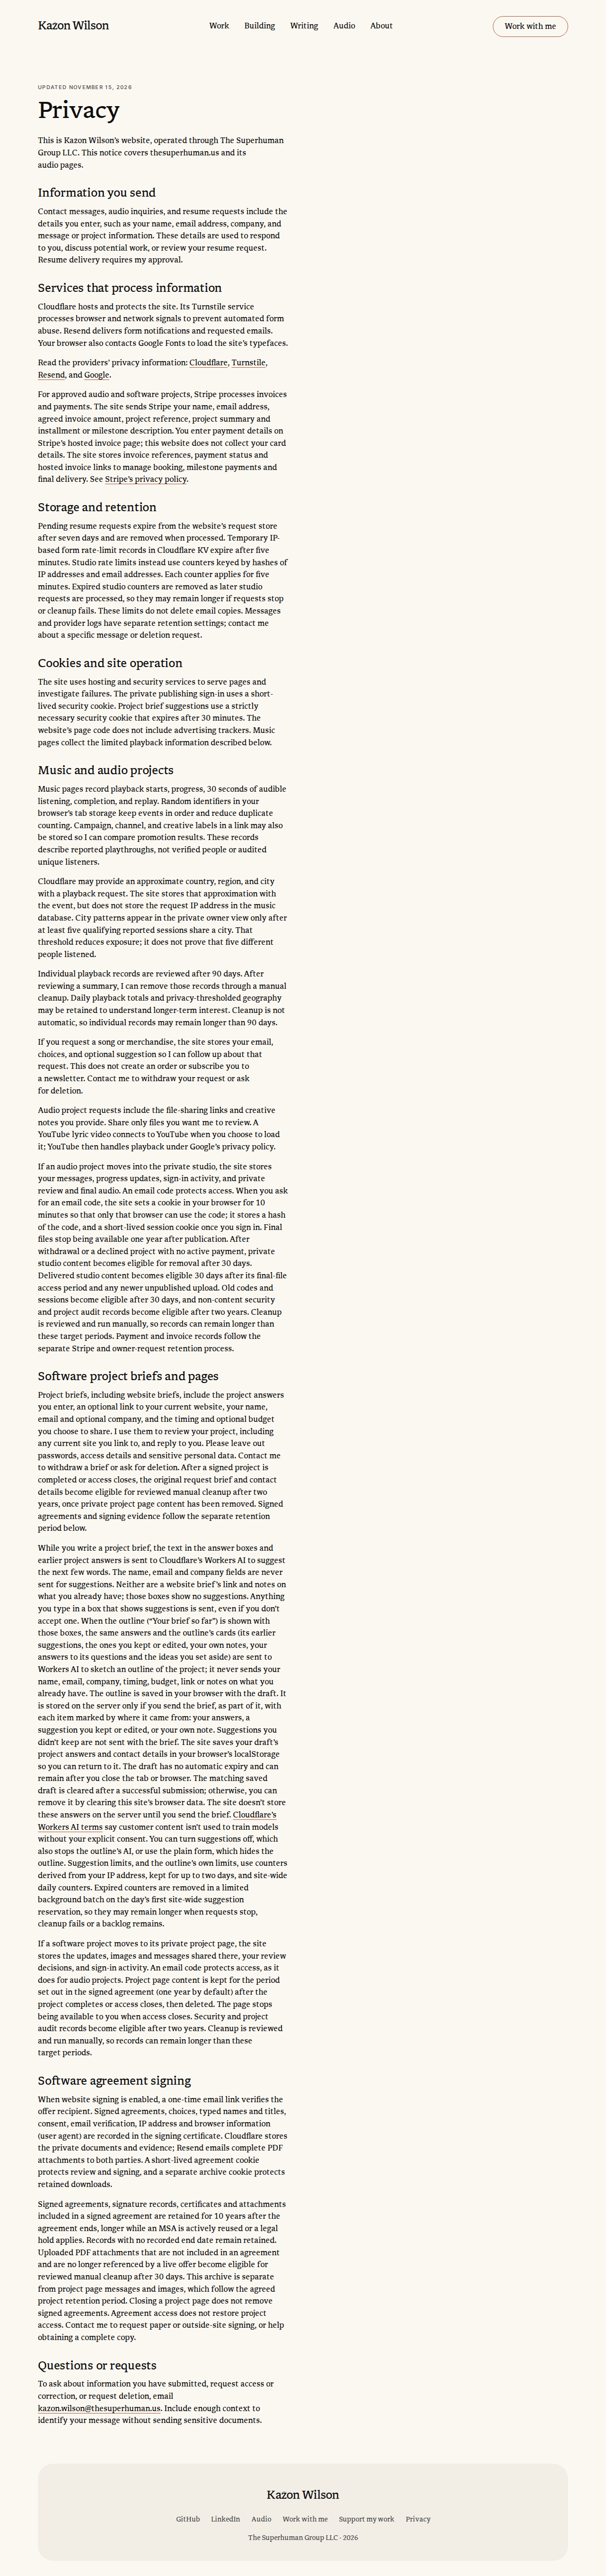 Kazon Wilson
Work Building Writing Audio About
Work with me
UPDATED NOVEMBER 15, 2026
Privacy
This is Kazon Wilson's website, operated through The Superhuman
Group LLC. This notice covers thesuperhuman.us and its
audio pages.
Information you send
Contact messages, audio inquiries, and resume requests include the
details you enter, such as your name, email address, company, and
message or project information. These details are used to respond
to you, discuss potential work, or review your resume request.
Resume delivery requires my approval.
Services that process information
Cloudflare hosts and protects the site. Its Turnstile service
processes browser and network signals to prevent automated form
abuse. Resend delivers form notifications and requested emails.
Your browser also contacts Google Fonts to load the site's typefaces.
Read the providers' privacy information: Cloudflare, Turnstile,
Resend, and Google.
For approved audio and software projects, Stripe processes invoices
and payments. The site sends Stripe your name, email address,
agreed invoice amount, project reference, project summary and
installment or milestone description. You enter payment details on
Stripe's hosted invoice page; this website does not collect your card
details. The site stores invoice references, payment status and
hosted invoice links to manage booking, milestone payments and
final delivery. See Stripe's privacy policy.
Storage and retention
Pending resume requests expire from the website's request store
after seven days and are removed when processed. Temporary IP-
based form rate-limit records in Cloudflare KV expire after five
minutes. Studio rate limits instead use counters keyed by hashes of
IP addresses and email addresses. Each counter applies for five
minutes. Expired studio counters are removed as later studio
requests are processed, so they may remain longer if requests stop
or cleanup fails. These limits do not delete email copies. Messages
and provider logs have separate retention settings; contact me
about a specific message or deletion request.
Cookies and site operation
The site uses hosting and security services to serve pages and
investigate failures. The private publishing sign-in uses a short-
lived security cookie. Project brief suggestions use a strictly
necessary security cookie that expires after 30 minutes. The
website's page code does not include advertising trackers. Music
pages collect the limited playback information described below.
Music and audio projects
Music pages record playback starts, progress, 30 seconds of audible
listening, completion, and replay. Random identifiers in your
browser's tab storage keep events in order and reduce duplicate
counting. Campaign, channel, and creative labels in a link may also
be stored so I can compare promotion results. These records
describe reported playthroughs, not verified people or audited
unique listeners.
Cloudflare may provide an approximate country, region, and city
with a playback request. The site stores that approximation with
the event, but does not store the request IP address in the music
database. City patterns appear in the private owner view only after
at least five qualifying reported sessions share a city. That
threshold reduces exposure; it does not prove that five different
people listened.
Individual playback records are reviewed after 90 days. After
reviewing a summary, I can remove those records through a manual
cleanup. Daily playback totals and privacy-thresholded geography
may be retained to understand longer-term interest. Cleanup is not
automatic, so individual records may remain longer than 90 days.
If you request a song or merchandise, the site stores your email,
choices, and optional suggestion so I can follow up about that
request. This does not create an order or subscribe you to
a newsletter. Contact me to withdraw your request or ask
for deletion.
Audio project requests include the file-sharing links and creative
notes you provide. Share only files you want me to review. A
YouTube lyric video connects to YouTube when you choose to load
it; YouTube then handles playback under Google's privacy policy.
If an audio project moves into the private studio, the site stores
your messages, progress updates, sign-in activity, and private
review and final audio. An email code protects access. When you ask
for an email code, the site sets a cookie in your browser for 10
minutes so that only that browser can use the code; it stores a hash
of the code, and a short-lived session cookie once you sign in. Final
files stop being available one year after publication. After
withdrawal or a declined project with no active payment, private
studio content becomes eligible for removal after 30 days.
Delivered studio content becomes eligible 30 days after its final-file
access period and any newer unpublished upload. Old codes and
sessions become eligible after 30 days, and non-content security
and project audit records become eligible after two years. Cleanup
is reviewed and run manually, so records can remain longer than
these target periods. Payment and invoice records follow the
separate Stripe and owner-request retention process.
Software project briefs and pages
Project briefs, including website briefs, include the project answers
you enter, an optional link to your current website, your name,
email and optional company, and the timing and optional budget
you choose to share. I use them to review your project, including
any current site you link to, and reply to you. Please leave out
passwords, access details and sensitive personal data. Contact me
to withdraw a brief or ask for deletion. After a signed project is
completed or access closes, the original request brief and contact
details become eligible for reviewed manual cleanup after two
years, once private project page content has been removed. Signed
agreements and signing evidence follow the separate retention
period below.
While you write a project brief, the text in the answer boxes and
earlier project answers is sent to Cloudflare's Workers AI to suggest
the next few words. The name, email and company fields are never
sent for suggestions. Neither are a website brief's link and notes on
what you already have; those boxes show no suggestions. Anything
you type in a box that shows suggestions is sent, even if you don't
accept one. When the outline ("Your brief so far") is shown with
those boxes, the same answers and the outline's cards (its earlier
suggestions, the ones you kept or edited, your own notes, your
answers to its questions and the ideas you set aside) are sent to
Workers AI to sketch an outline of the project; it never sends your
name, email, company, timing, budget, link or notes on what you
already have. The outline is saved in your browser with the draft. It
is stored on the server only if you send the brief, as part of it, with
each item marked by where it came from: your answers, a
suggestion you kept or edited, or your own note. Suggestions you
didn't keep are not sent with the brief. The site saves your draft's
project answers and contact details in your browser's localStorage
so you can return to it. The draft has no automatic expiry and can
remain after you close the tab or browser. The matching saved
draft is cleared after a successful submission; otherwise, you can
remove it by clearing this site's browser data. The site doesn't store
these answers on the server until you send the brief. Cloudflare's
Workers AI terms say customer content isn't used to train models
without your explicit consent. You can turn suggestions off, which
also stops the outline's AI, or use the plain form, which hides the
outline. Suggestion limits, and the outline's own limits, use counters
derived from your IP address, kept for up to two days, and site-wide
daily counters. Expired counters are removed in a limited
background batch on the day's first site-wide suggestion
reservation, so they may remain longer when requests stop,
cleanup fails or a backlog remains.
If a software project moves to its private project page, the site
stores the updates, images and messages shared there, your review
decisions, and sign-in activity. An email code protects access, as it
does for audio projects. Project page content is kept for the period
set out in the signed agreement (one year by default) after the
project completes or access closes, then deleted. The page stops
being available to you when access closes. Security and project
audit records become eligible after two years. Cleanup is reviewed
and run manually, so records can remain longer than these
target periods.
Software agreement signing
When website signing is enabled, a one-time email link verifies the
offer recipient. Signed agreements, choices, typed names and titles,
consent, email verification, IP address and browser information
(user agent) are recorded in the signing certificate. Cloudflare stores
the private documents and evidence; Resend emails complete PDF
attachments to both parties. A short-lived agreement cookie
protects review and signing, and a separate archive cookie protects
retained downloads.
Signed agreements, signature records, certificates and attachments
included in a signed agreement are retained for 10 years after the
agreement ends, longer while an MSA is actively reused or a legal
hold applies. Records with no recorded end date remain retained.
Uploaded PDF attachments that are not included in an agreement
and are no longer referenced by a live offer become eligible for
reviewed manual cleanup after 30 days. This archive is separate
from project page messages and images, which follow the agreed
project retention period. Closing a project page does not remove
signed agreements. Agreement access does not restore project
access. Contact me to request paper or outside-site signing, or help
obtaining a complete copy.
Questions or requests
To ask about information you have submitted, request access or
correction, or request deletion, email
kazon.wilson@thesuperhuman.us. Include enough context to
identify your message without sending sensitive documents.
Kazon Wilson
GitHub LinkedIn Audio Work with me Support my work Privacy
The Superhuman Group LLC · 2026